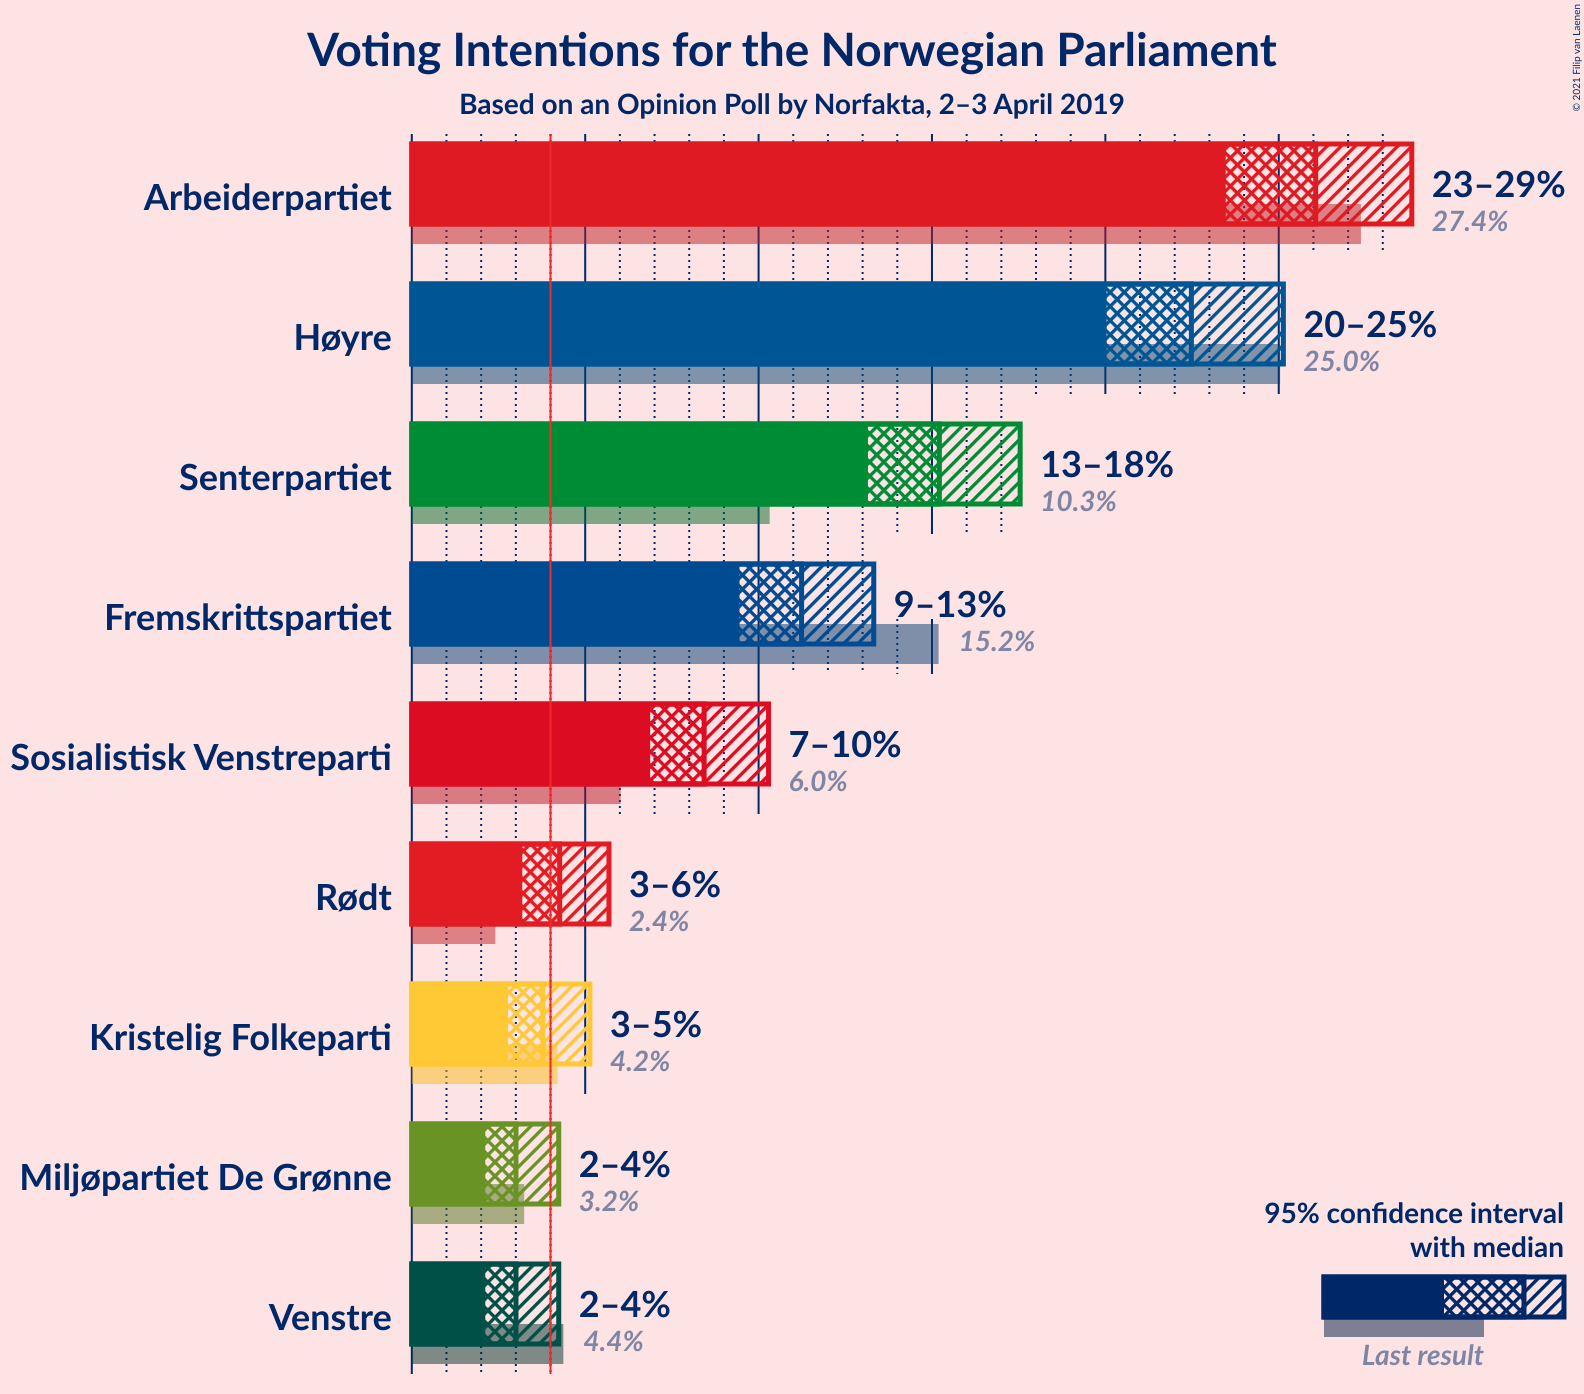 Voting Intentions for the Norwegian Parliament
Based on an Opinion Poll by Norfakta, 2–3 April 2019
© 2021 Filip van Laenen
Arbeiderpartiet
23–29%
27.4%
Høyre
20–25%
25.0%
Senterpartiet
13–18%
10.3%
Fremskrittspartiet
9–13%
15.2%
Sosialistisk Venstreparti
7–10%
6.0%
Rødt
3–6%
2.4%
Kristelig Folkeparti
3–5%
4.2%
Miljøpartiet De Grønne
2–4%
3.2%
Venstre
2–4%
4.4%
95% confidence interval
with median
Last result